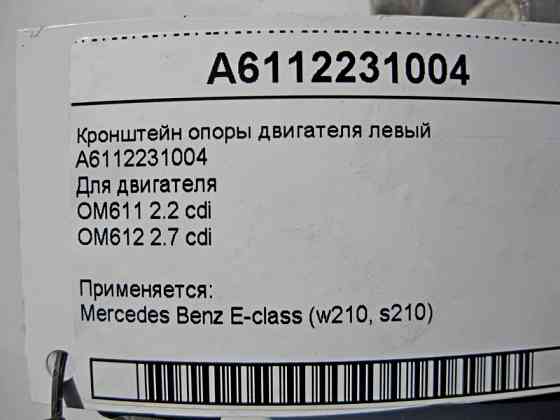 A6112231004
Кронштейн опоры двигателя левый
A6112231004
Для двигателя
OM611 2.2 cdi
OM612 2.7 cdi
Применяется:
Mercedes Benz E-class (w210, s210)